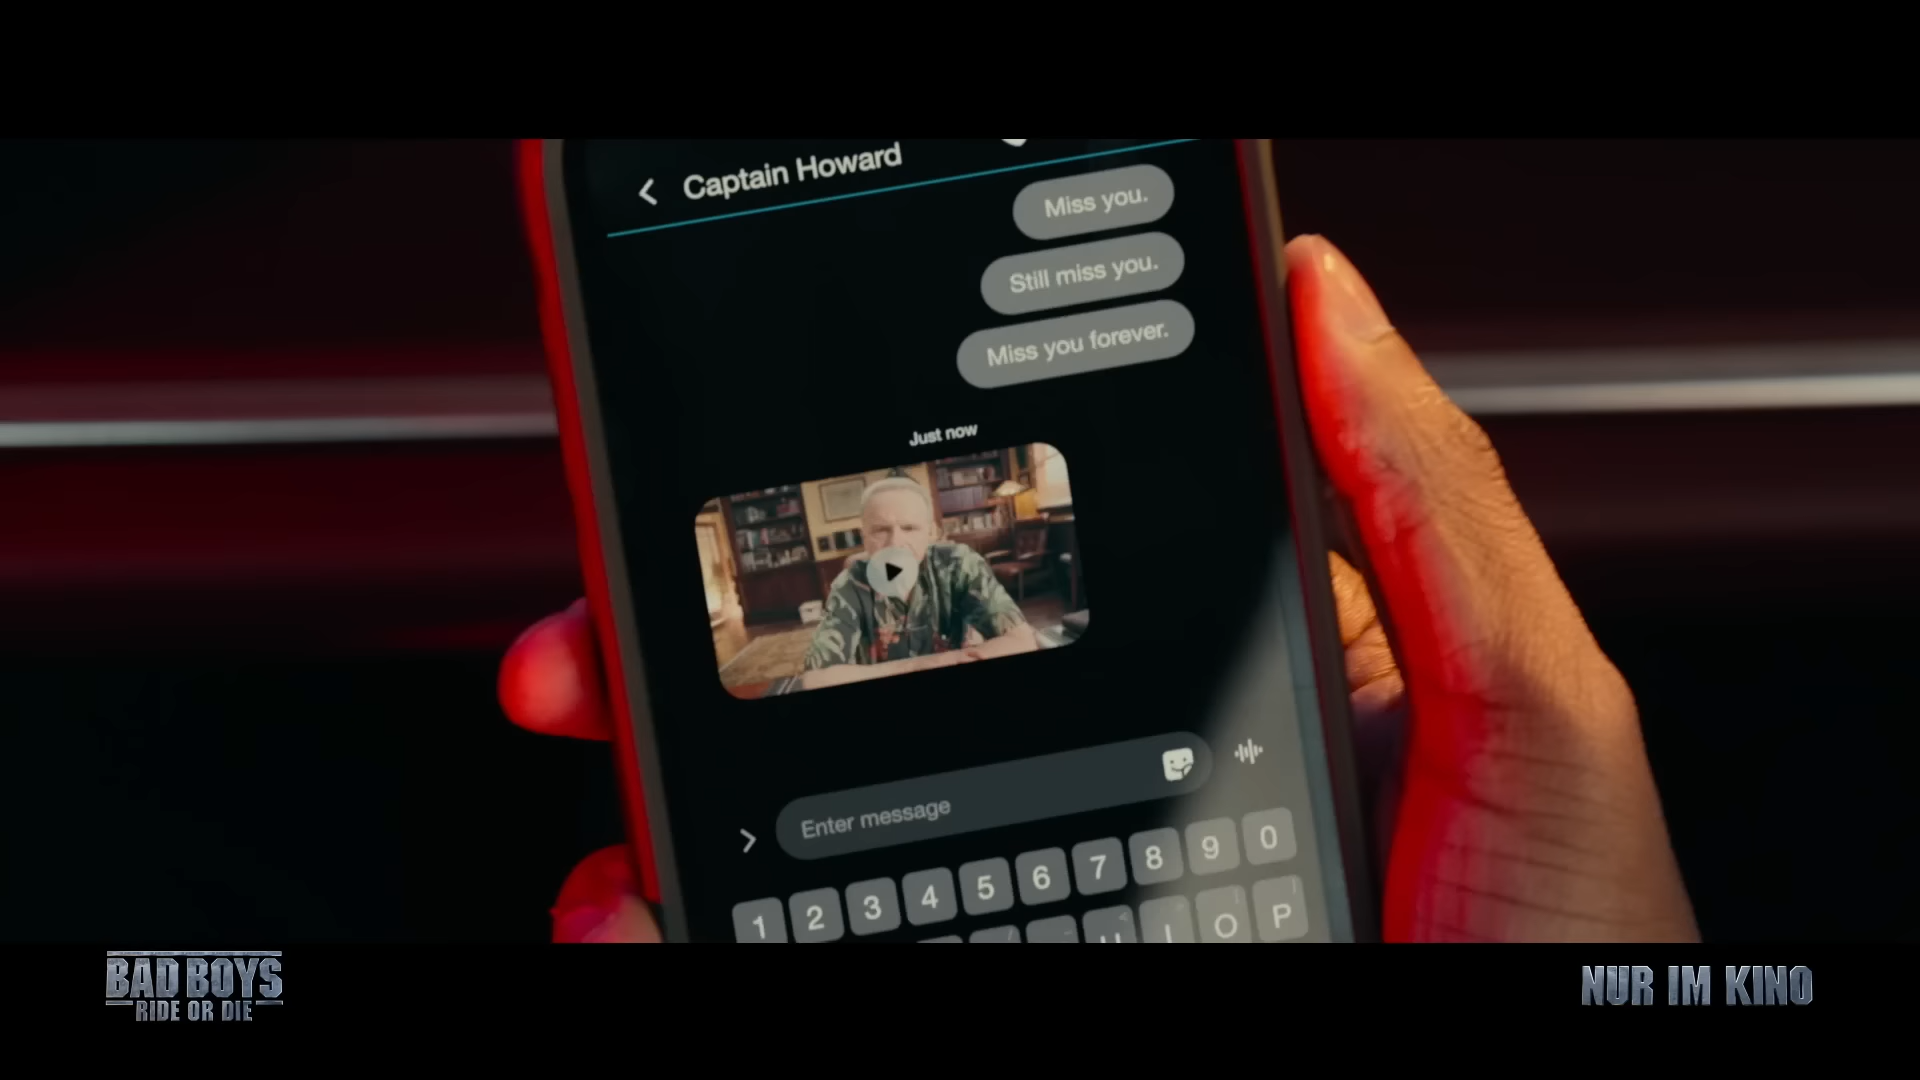 Captain Howard
Miss you.
Still miss you.
Miss you forever.
Just now
Enter message
1 2 3 4 5 6 7 8 9 0
U I O P
BAD BOYS
RIDE OR DIE
NUR IM KINO